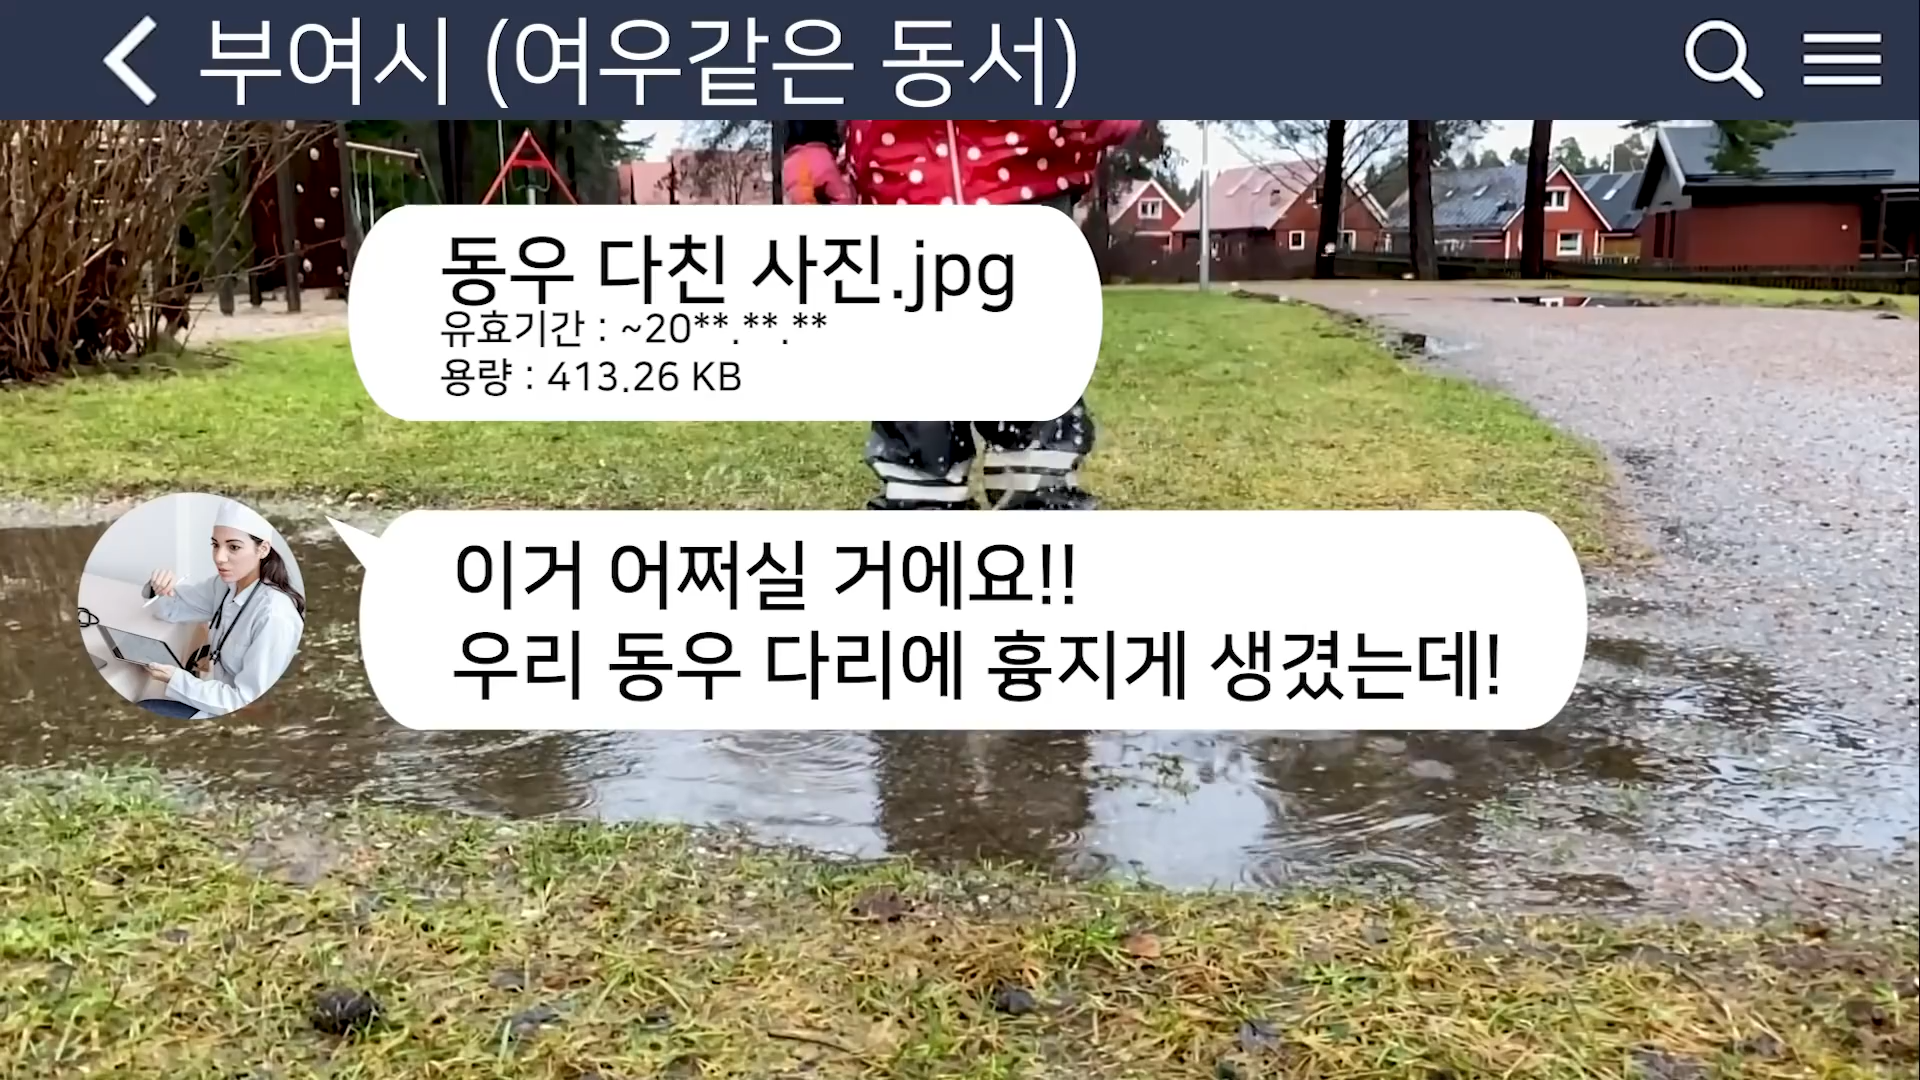 부여시 (여우같은 동서)
동우 다친 사진.jpg
유효기간 : ~20**.**.**
용량 : 413.26 KB
이거 어쩌실 거에요!!
우리 동우 다리에 흉지게 생겼는데!